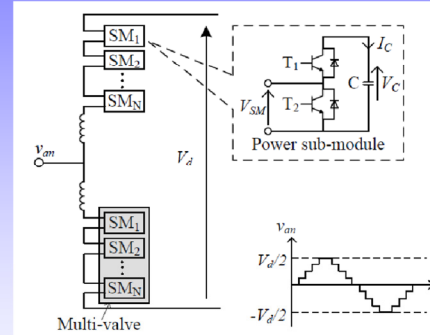 SM1
SM2
SMN
van
Vd
SM1
SM2
SMN
Multi-valve
T1
T2
IC
C
VC
VSM
Power sub-module
van
Vd/2
-Vd/2